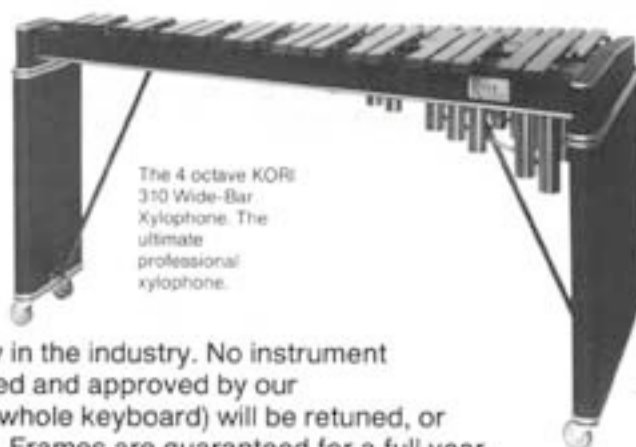 The 4 octave KORI
310 Wide-Bar
Xylophone. The
ultimate
professional
xylophone.
in the industry. No instrument
and approved by our
whole keyboard) will be retuned, or
Frames are guaranteed for a full year